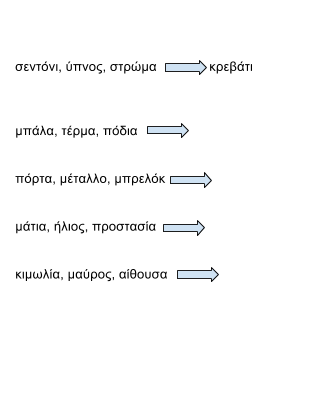 σεντόνι, ύπνος, στρώμα κρεβάτι
μπάλα, τέρμα, πόδια
πόρτα, μέταλλο, μπρελόκ
μάτια, ήλιος, προστασία
κιμωλία, μαύρος, αίθουσα